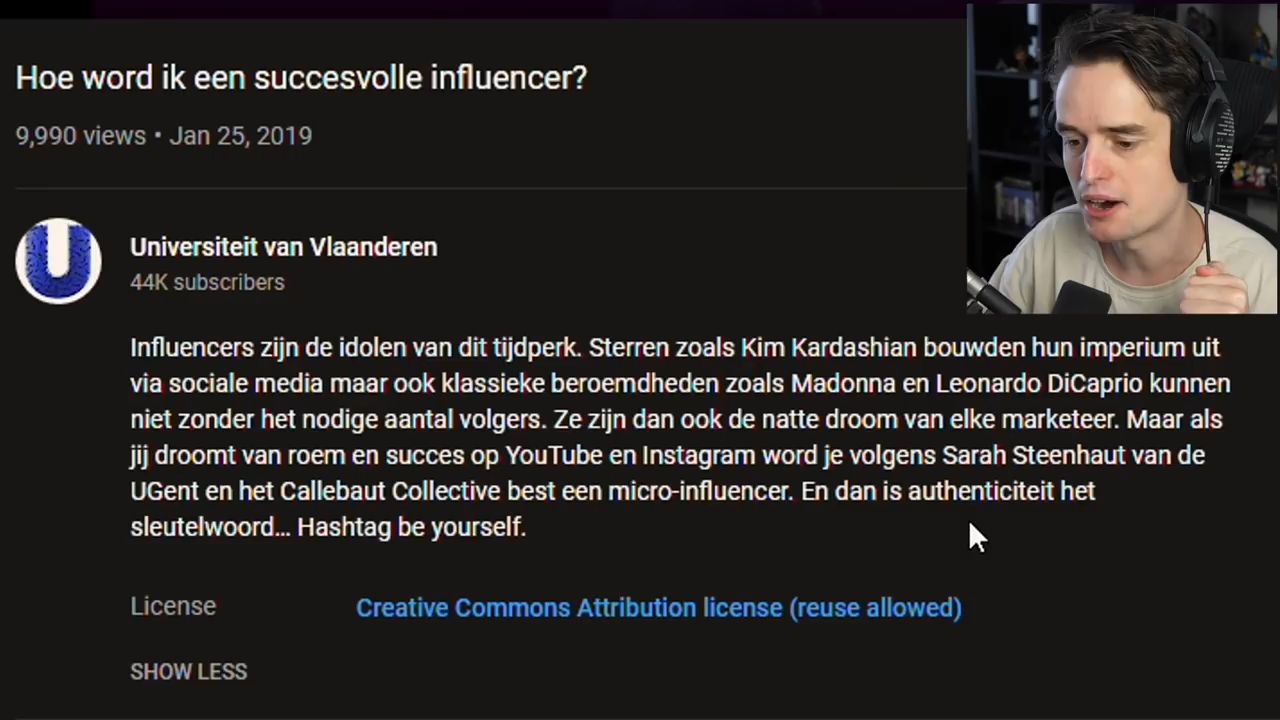 Hoe word ik een succesvolle influencer?
9,990 views • Jan 25, 2019
U
Universiteit van Vlaanderen
44K subscribers
Influencers zijn de idolen van dit tijdperk. Sterren zoals Kim Kardashian bouwden hun imperium uit
via sociale media maar ook klassieke beroemdheden zoals Madonna en Leonardo DiCaprio kunnen
niet zonder het nodige aantal volgers. Ze zijn dan ook de natte droom van elke marketeer. Maar als
jij droomt van roem en succes op YouTube en Instagram word je volgens Sarah Steenhaut van de
UGent en het Callebaut Collective best een micro-influencer. En dan is authenticiteit het
sleutelwoord… Hashtag be yourself.
License
Creative Commons Attribution license (reuse allowed)
SHOW LESS